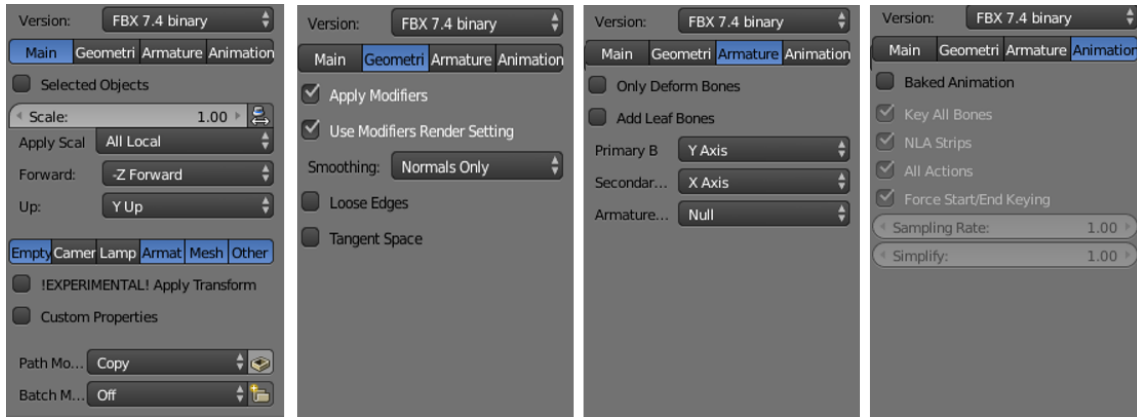 Version: FBX 7.4 binary
Main Geometri Armature Animation
Selected Objects
Scale: 1.00
Apply Scal All Local
Forward: -Z Forward
Up: Y Up
Empty Camer Lamp Armat Mesh Other
!EXPERIMENTAL! Apply Transform
Custom Properties
Path Mo... Copy
Batch M... Off
Version: FBX 7.4 binary
Main Geometri Armature Animation
Apply Modifiers
Use Modifiers Render Setting
Smoothing: Normals Only
Loose Edges
Tangent Space
Version: FBX 7.4 binary
Main Geometri Armature Animation
Only Deform Bones
Add Leaf Bones
Primary B Y Axis
Secondar... X Axis
Armature... Null
Version: FBX 7.4 binary
Main Geometri Armature Animation
Baked Animation
Key All Bones
NLA Strips
All Actions
Force Start/End Keying
Sampling Rate: 1.00
Simplify: 1.00